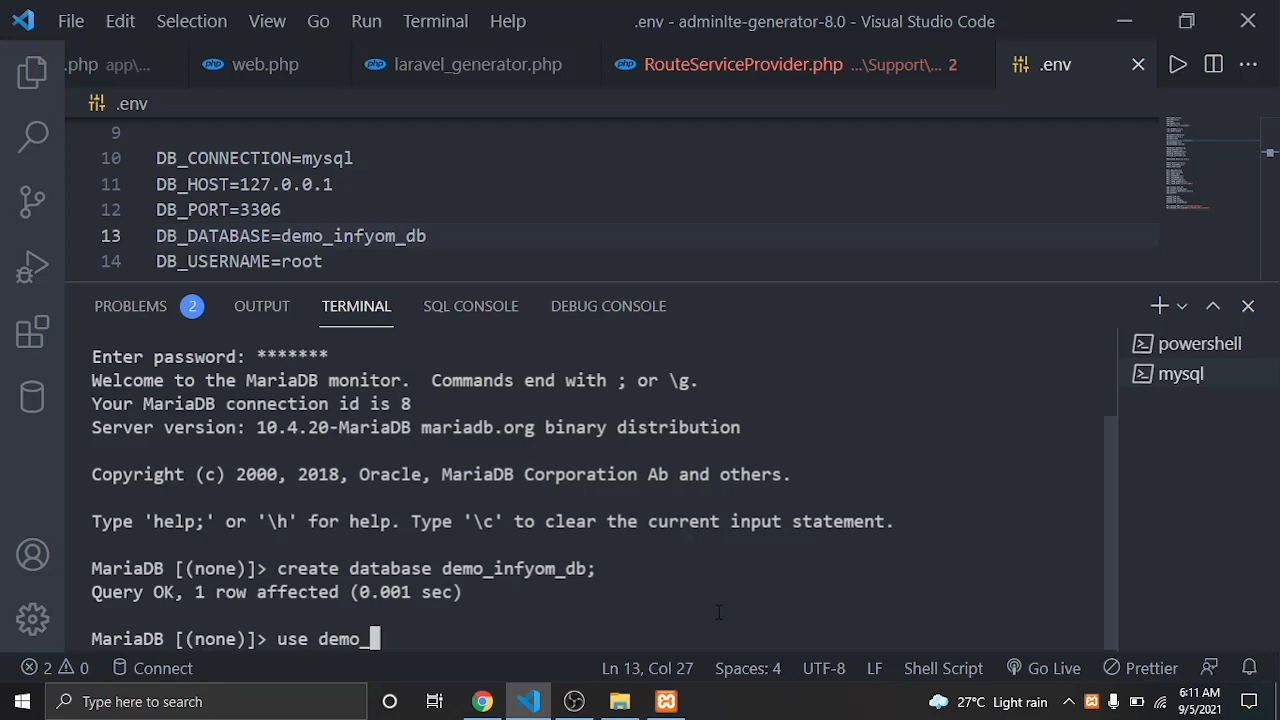 File Edit Selection View Go Run Terminal Help .env - adminlte-generator-8.0 - Visual Studio Code
.php app\... web.php laravel_generator.php RouteServiceProvider.php ...\Support\... 2 .env
.env
9
10 DB_CONNECTION=mysql
11 DB_HOST=127.0.0.1
12 DB_PORT=3306
13 DB_DATABASE=demo_infyom_db
14 DB_USERNAME=root
PROBLEMS 2 OUTPUT TERMINAL SQL CONSOLE DEBUG CONSOLE
powershell
mysql
Enter password: *******
Welcome to the MariaDB monitor.  Commands end with ; or \g.
Your MariaDB connection id is 8
Server version: 10.4.20-MariaDB mariadb.org binary distribution
Copyright (c) 2000, 2018, Oracle, MariaDB Corporation Ab and others.
Type 'help;' or '\h' for help. Type '\c' to clear the current input statement.
MariaDB [(none)]> create database demo_infyom_db;
Query OK, 1 row affected (0.001 sec)
MariaDB [(none)]> use demo_
2 0 Connect Ln 13, Col 27 Spaces: 4 UTF-8 LF Shell Script Go Live Prettier
Type here to search 27°C Light rain 6:11 AM
9/5/2021